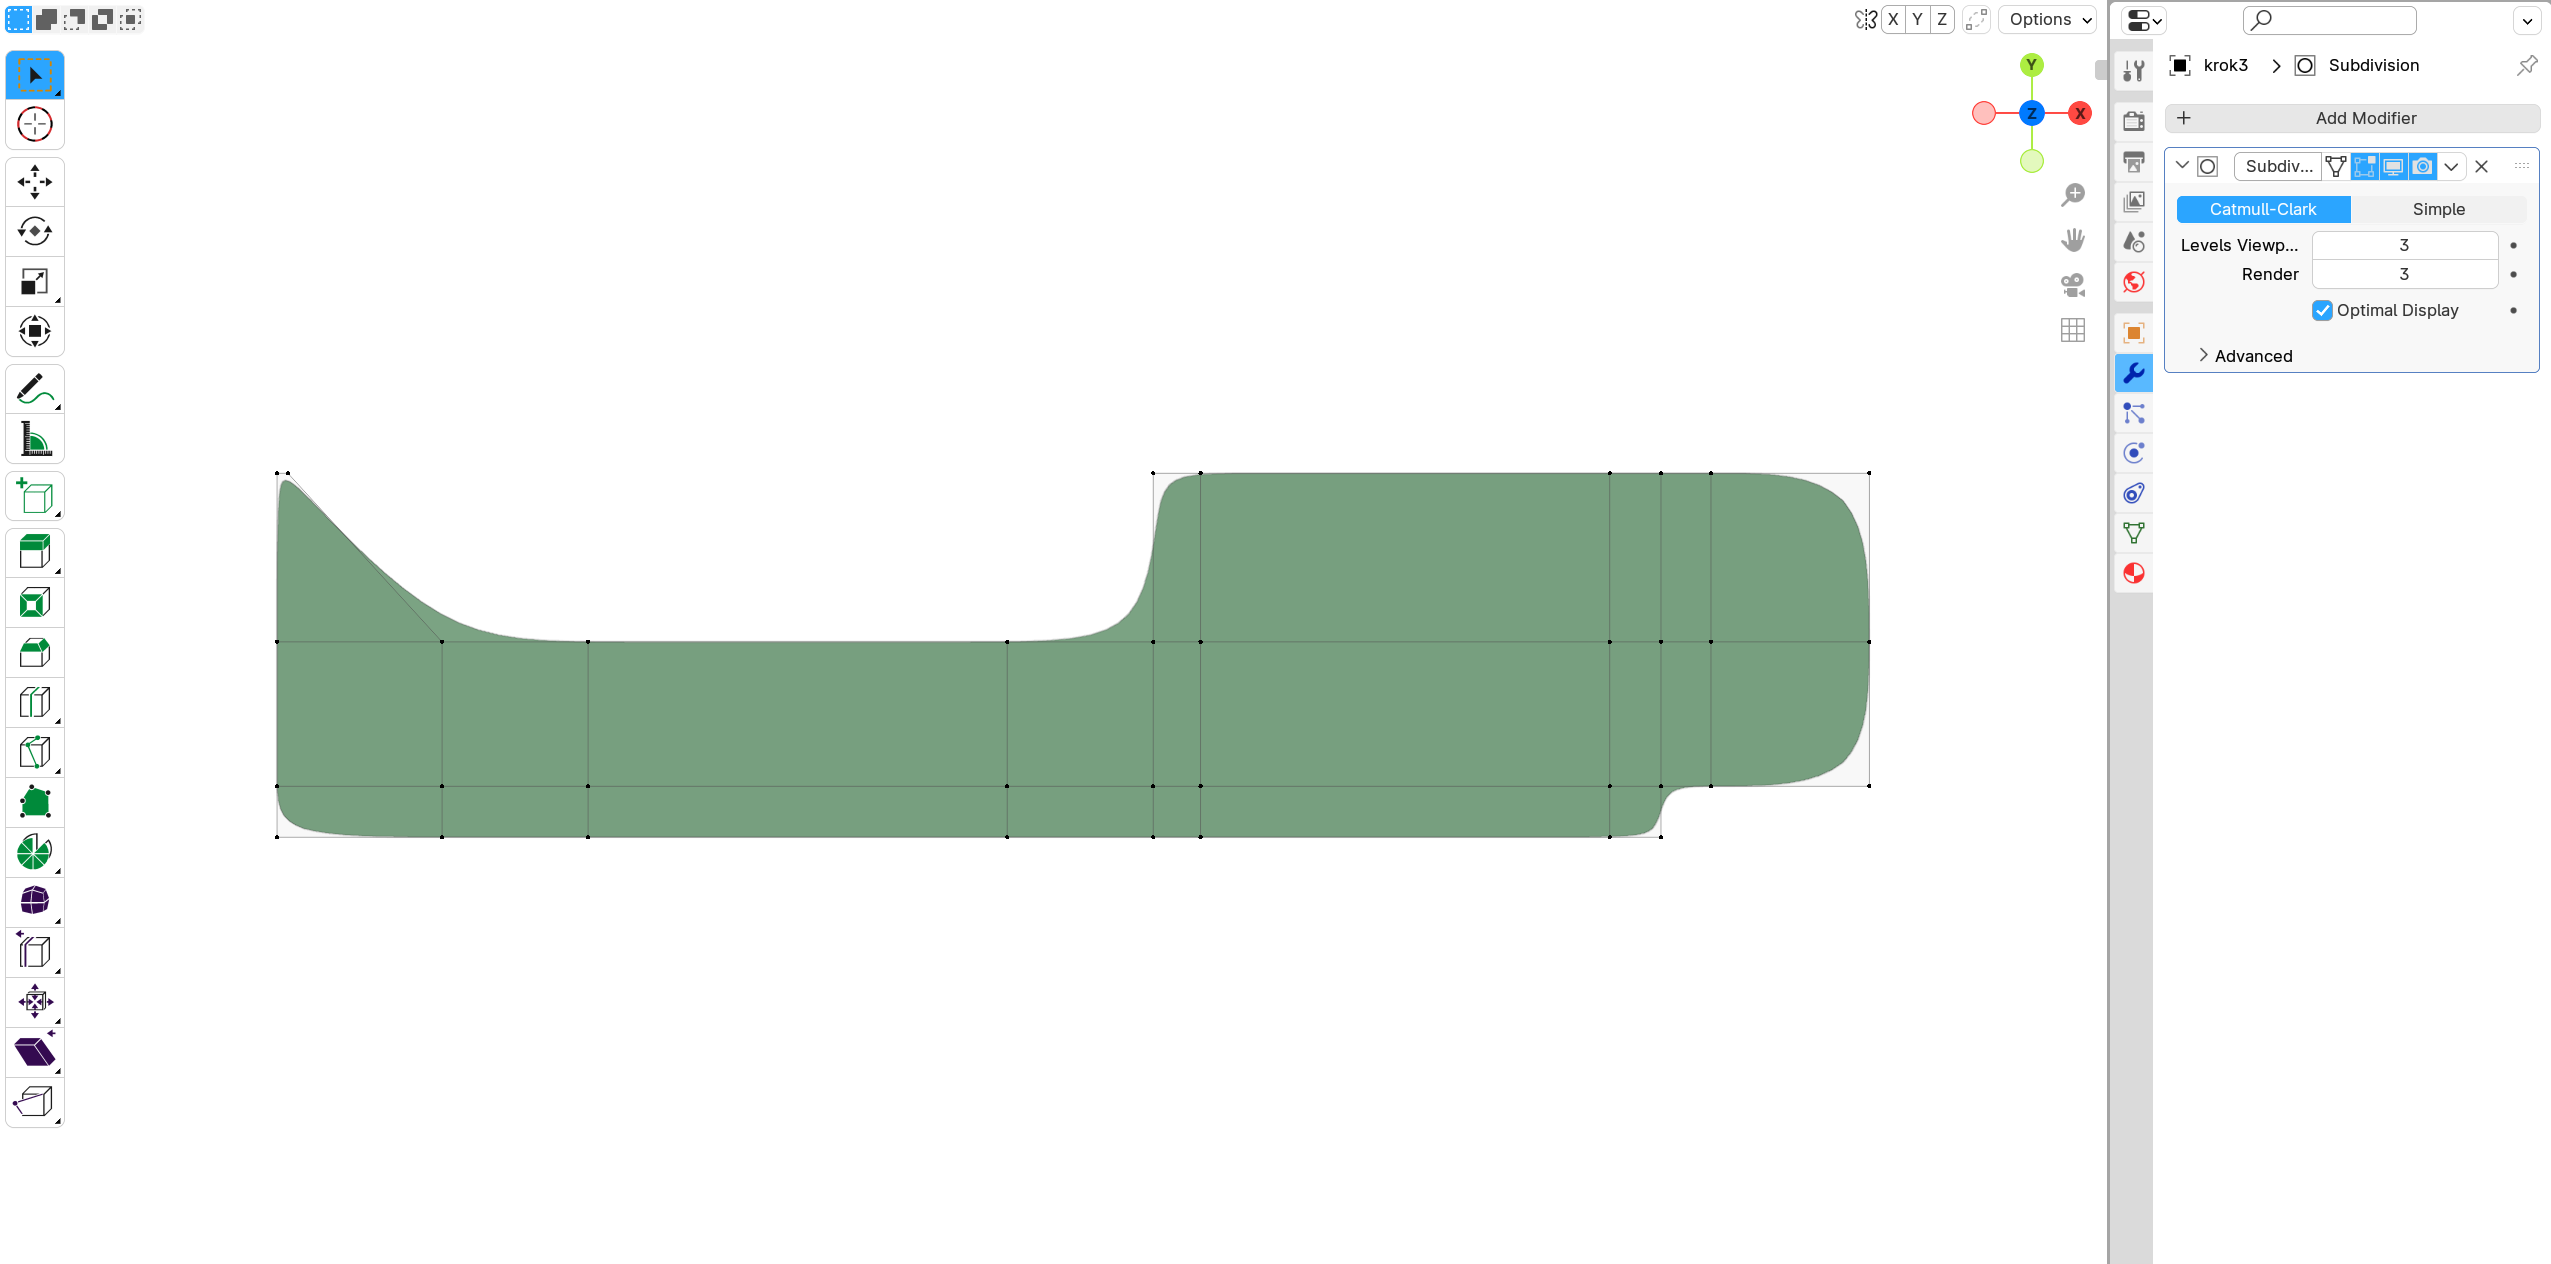 X Y Z Options
Y
Z X
krok3 > Subdivision
Add Modifier
Subdiv...
Catmull-Clark Simple
Levels Viewp... 3
Render 3
Optimal Display
Advanced